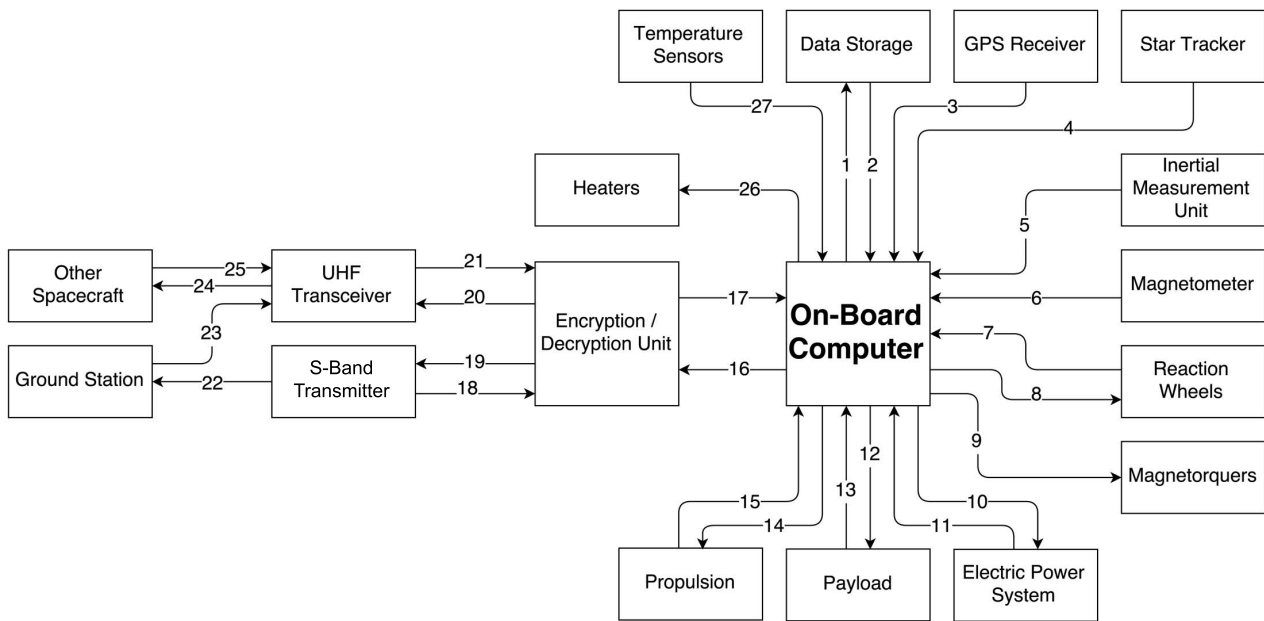 Temperature
Sensors
Data Storage
GPS Receiver
Star Tracker
27
3
4
1
2
Heaters
26
Inertial
Measurement
Unit
5
Other
Spacecraft
25
24
UHF
Transceiver
21
20
23
Encryption /
Decryption Unit
17
16
On-Board
Computer
6
Magnetometer
7
8
Reaction
Wheels
Ground Station
22
S-Band
Transmitter
19
18
9
Magnetorquers
15
14
13
12
10
11
Propulsion
Payload
Electric Power
System